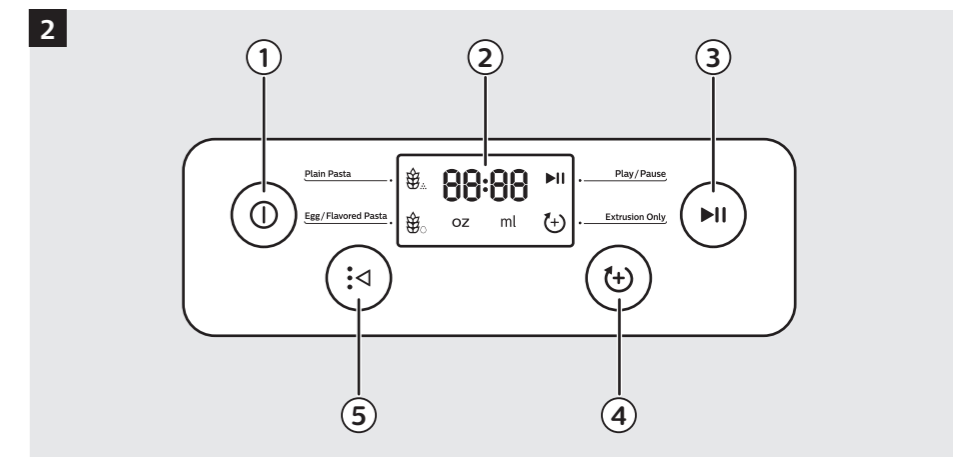 2
1 2 3
Plain Pasta 88:88 Play/Pause
Egg/Flavored Pasta oz ml Extrusion Only
5 4